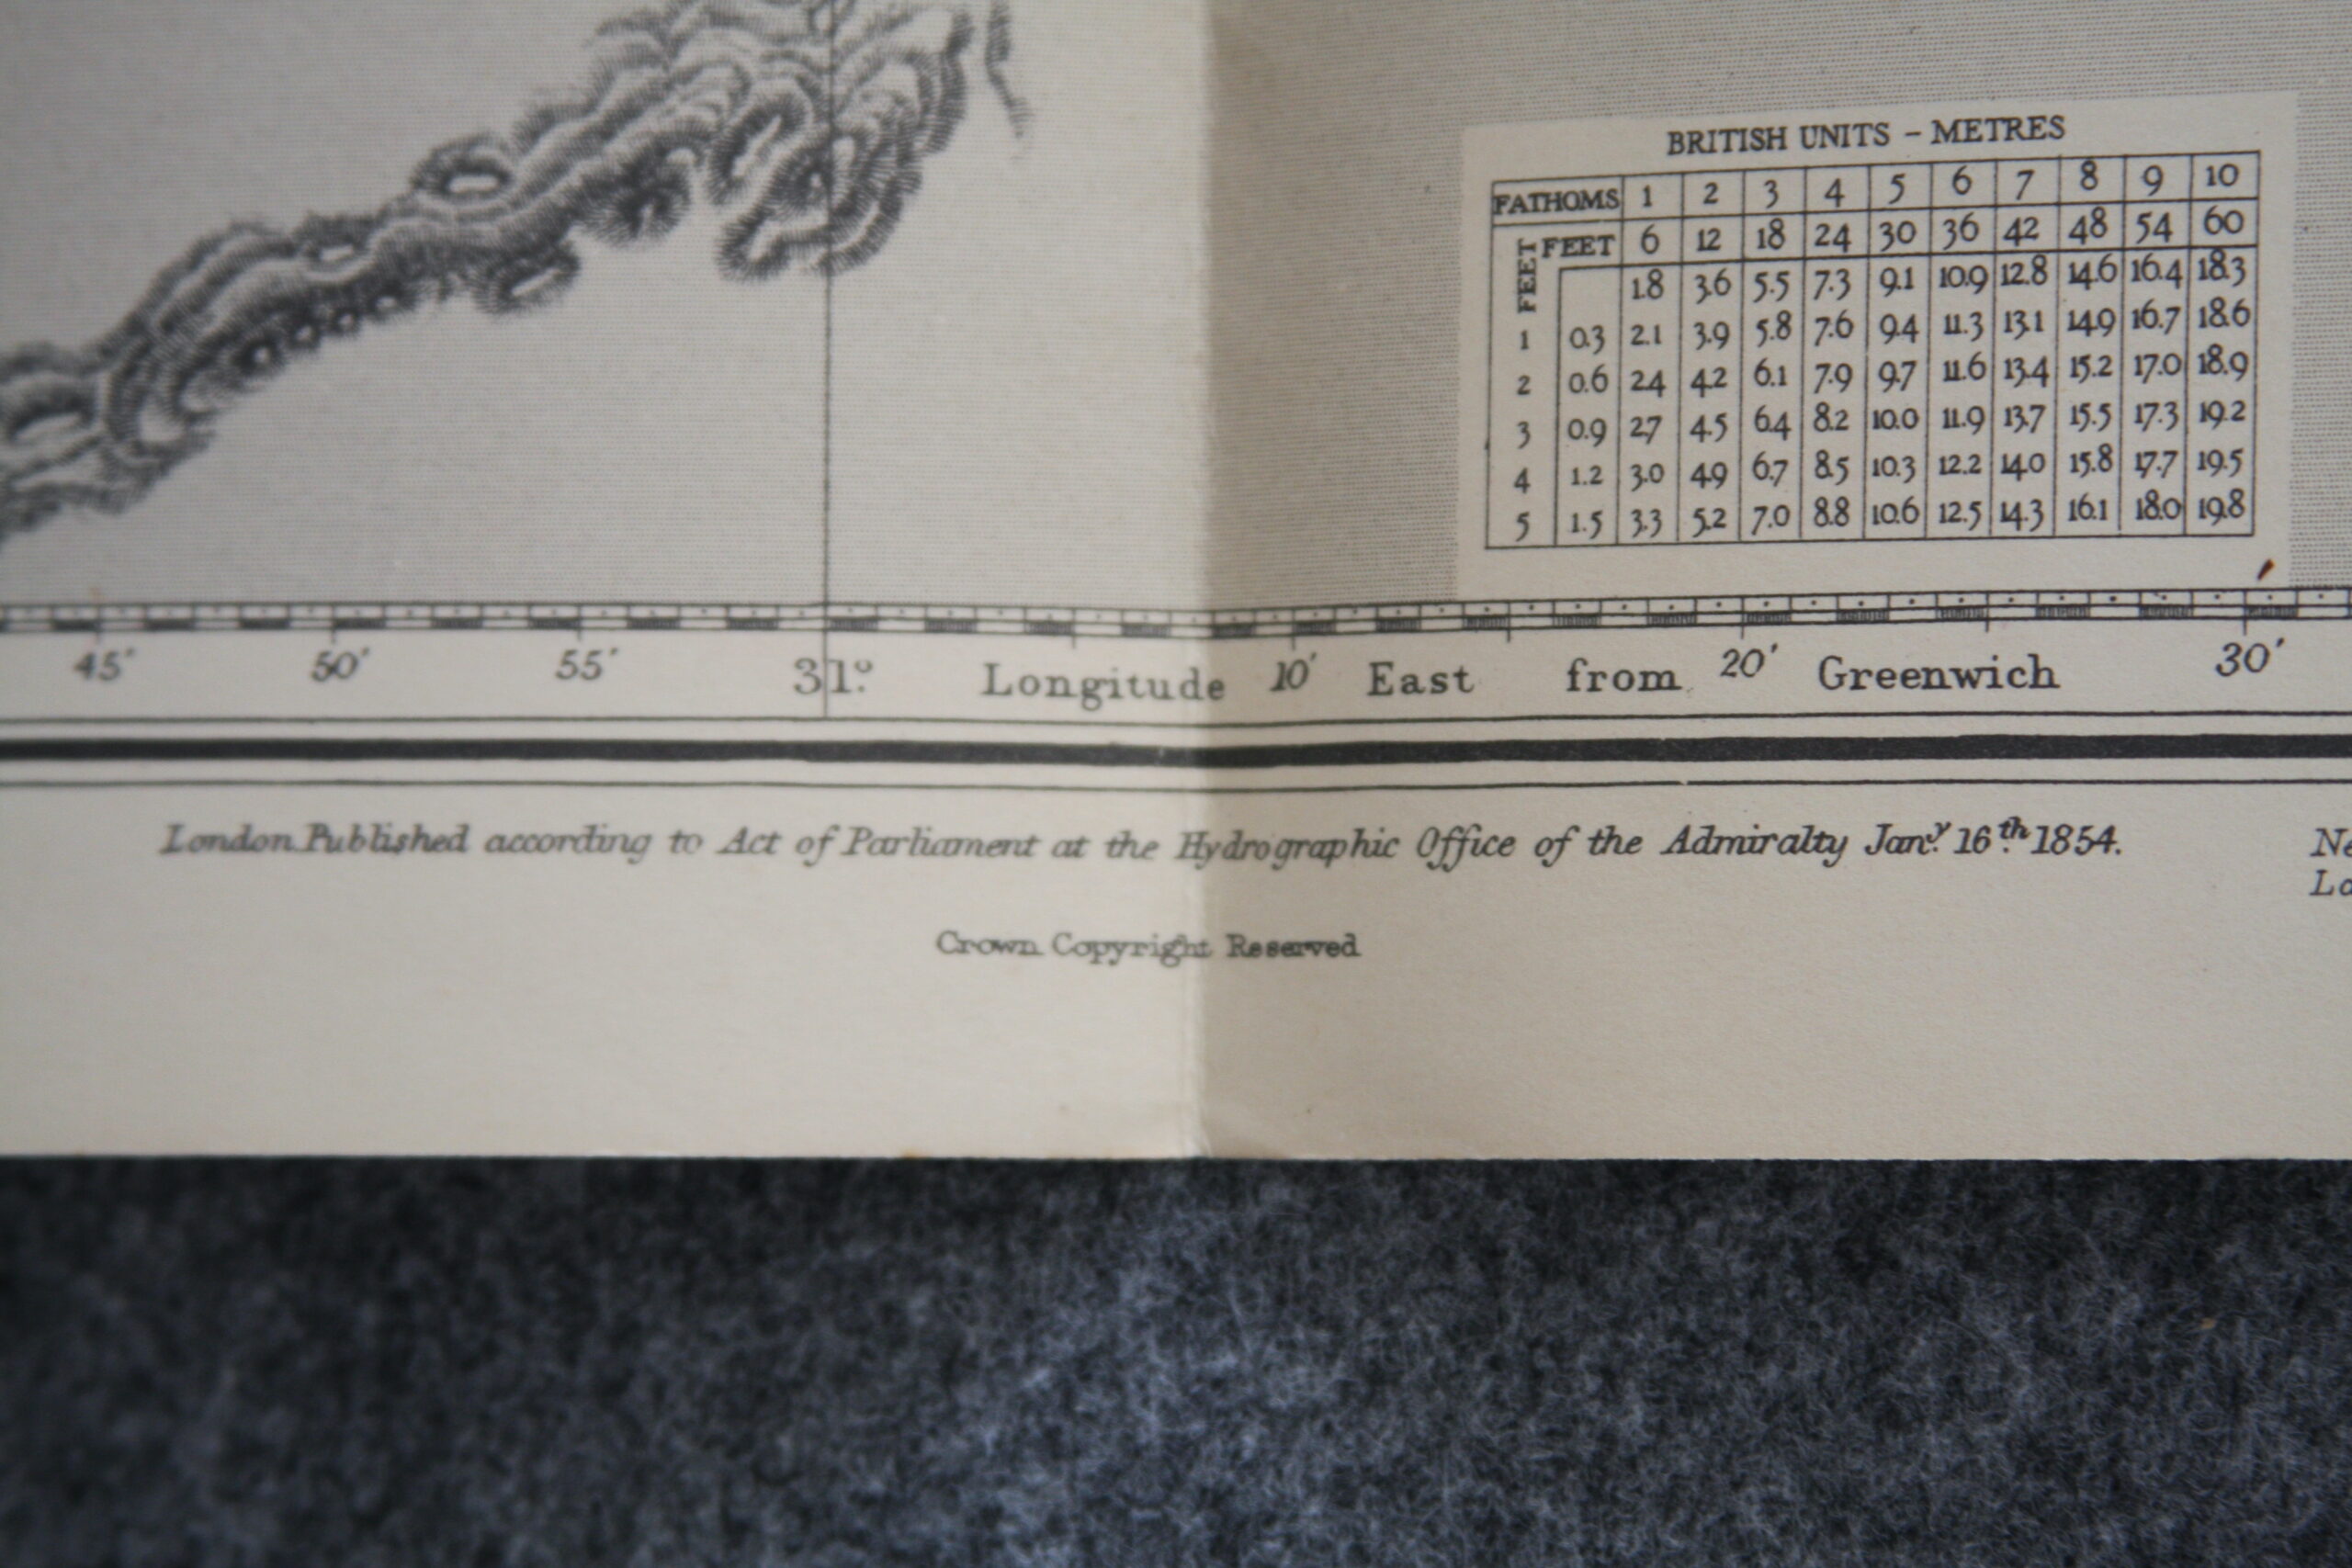 BRITISH UNITS – METRES
FATHOMS 1 2 3 4 5 6 7 8 9 10
FEET FEET 6 12 18 24 30 36 42 48 54 60
1.8 3.6 5.5 7.3 9.1 10.9 12.8 14.6 16.4 18.3
1 0.3 2.1 3.9 5.8 7.6 9.4 11.3 13.1 14.9 16.7 18.6
2 0.6 2.4 4.2 6.1 7.9 9.7 11.6 13.4 15.2 17.0 18.9
3 0.9 2.7 4.5 6.4 8.2 10.0 11.9 13.7 15.5 17.3 19.2
4 1.2 3.0 4.9 6.7 8.5 10.3 12.2 14.0 15.8 17.7 19.5
5 1.5 3.3 5.2 7.0 8.8 10.6 12.5 14.3 16.1 18.0 19.8
45' 50' 55' 31° Longitude 10' East from 20' Greenwich 30'
London. Published according to Act of Parliament at the Hydrographic Office of the Admiralty Jany. 16th. 1854.
Crown Copyright Reserved